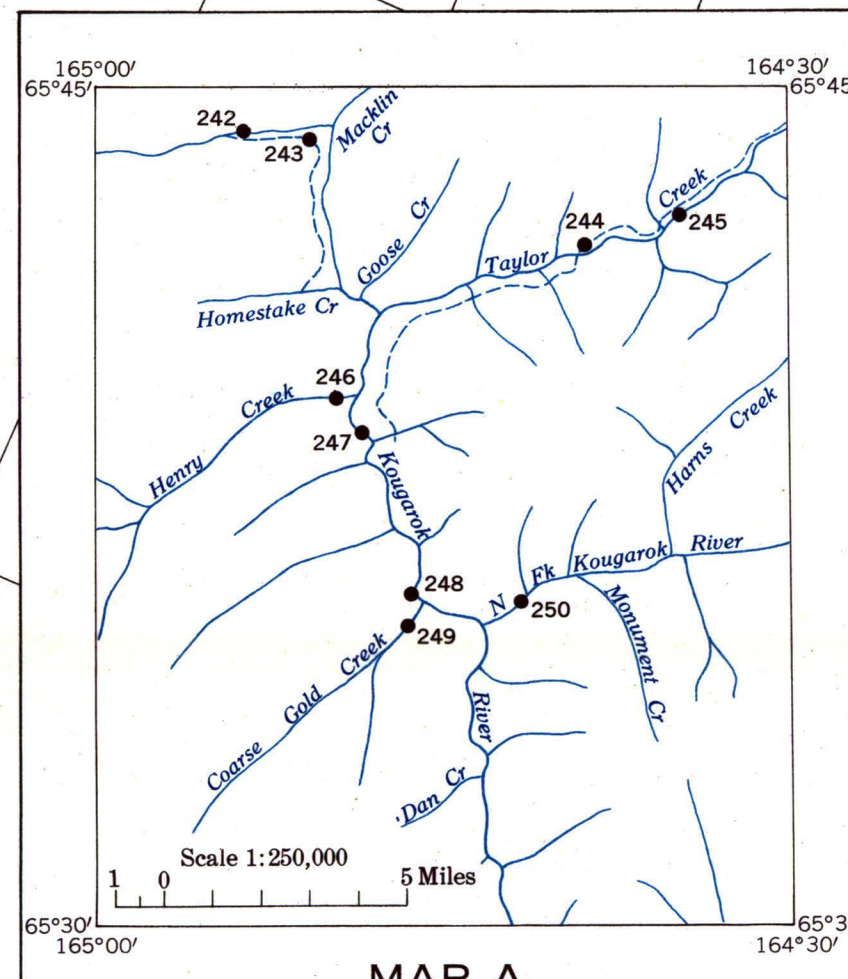 165°00′
164°30′
65°45′
65°45
242
243
Macklin
Cr
Goose Cr
Homestake Cr
244
245
Taylor
Creek
246
247
Henry
Creek
Kougarok
Harns Creek
248
249
250
N Fk Kougarok River
Monument Cr
Coarse Gold Creek
River
Dan Cr
Scale 1:250,000
1 0 5 Miles
65°30′
65°3
165°00′
164°30′
MAP A